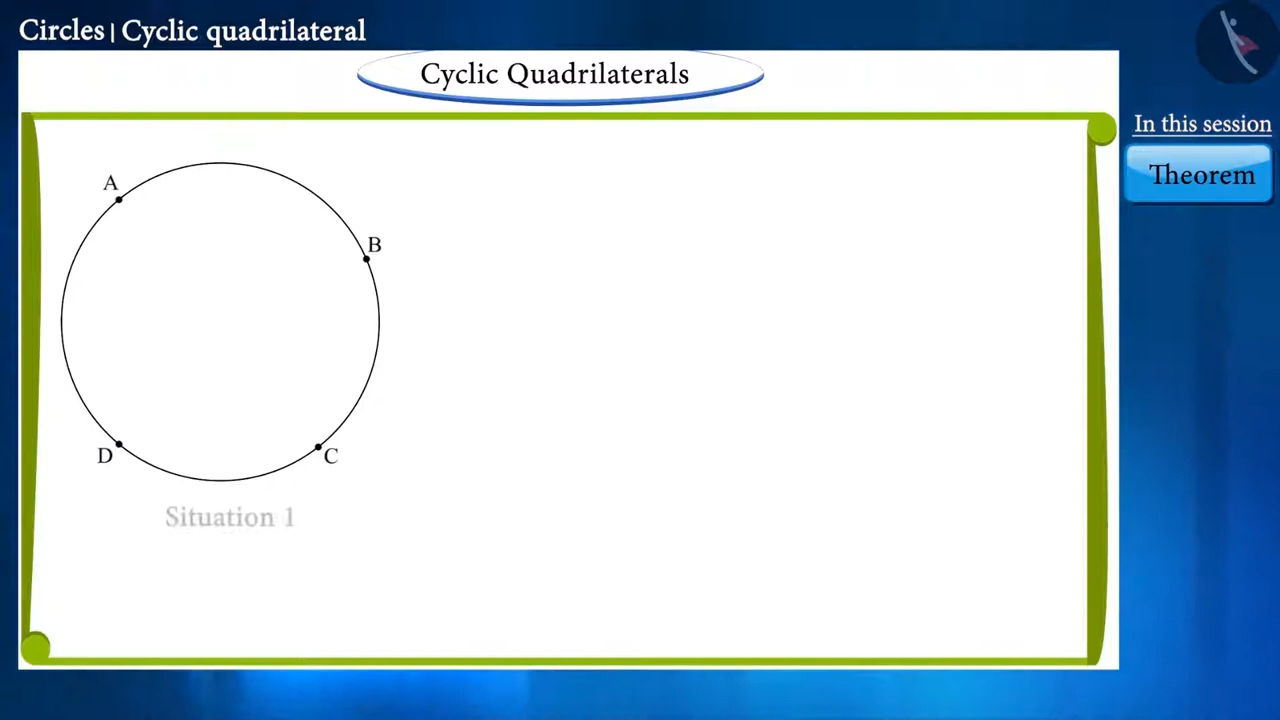 Circles | Cyclic quadrilateral
Cyclic Quadrilaterals
In this session
Theorem
A
B
D
C
Situation 1